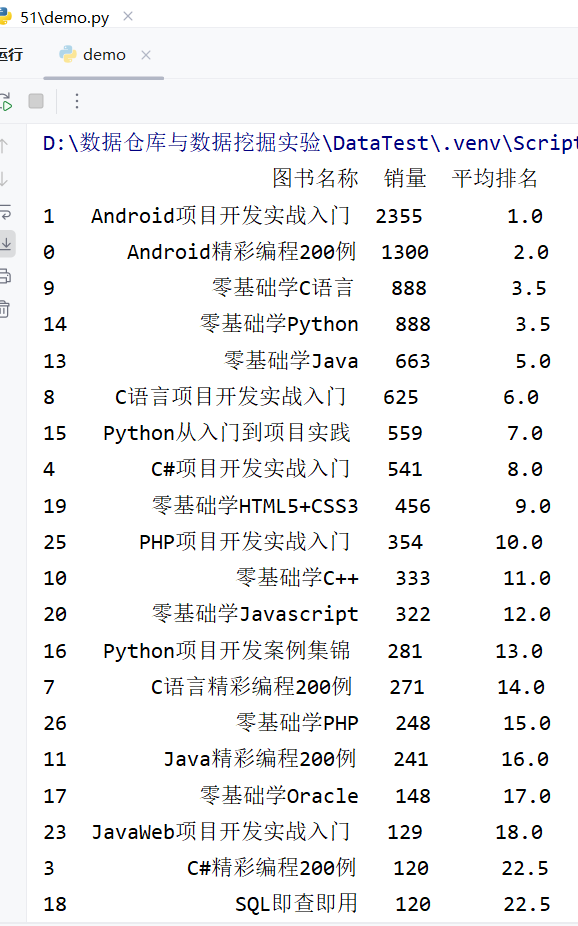 51\demo.py
运行 demo
D:\数据仓库与数据挖掘实验\DataTest\.venv\Script
图书名称 销量 平均排名
1 Android项目开发实战入门 2355 1.0
0 Android精彩编程200例 1300 2.0
9 零基础学C语言 888 3.5
14 零基础学Python 888 3.5
13 零基础学Java 663 5.0
8 C语言项目开发实战入门 625 6.0
15 Python从入门到项目实践 559 7.0
4 C#项目开发实战入门 541 8.0
19 零基础学HTML5+CSS3 456 9.0
25 PHP项目开发实战入门 354 10.0
10 零基础学C++ 333 11.0
20 零基础学Javascript 322 12.0
16 Python项目开发案例集锦 281 13.0
7 C语言精彩编程200例 271 14.0
26 零基础学PHP 248 15.0
11 Java精彩编程200例 241 16.0
17 零基础学Oracle 148 17.0
23 JavaWeb项目开发实战入门 129 18.0
3 C#精彩编程200例 120 22.5
18 SQL即查即用 120 22.5